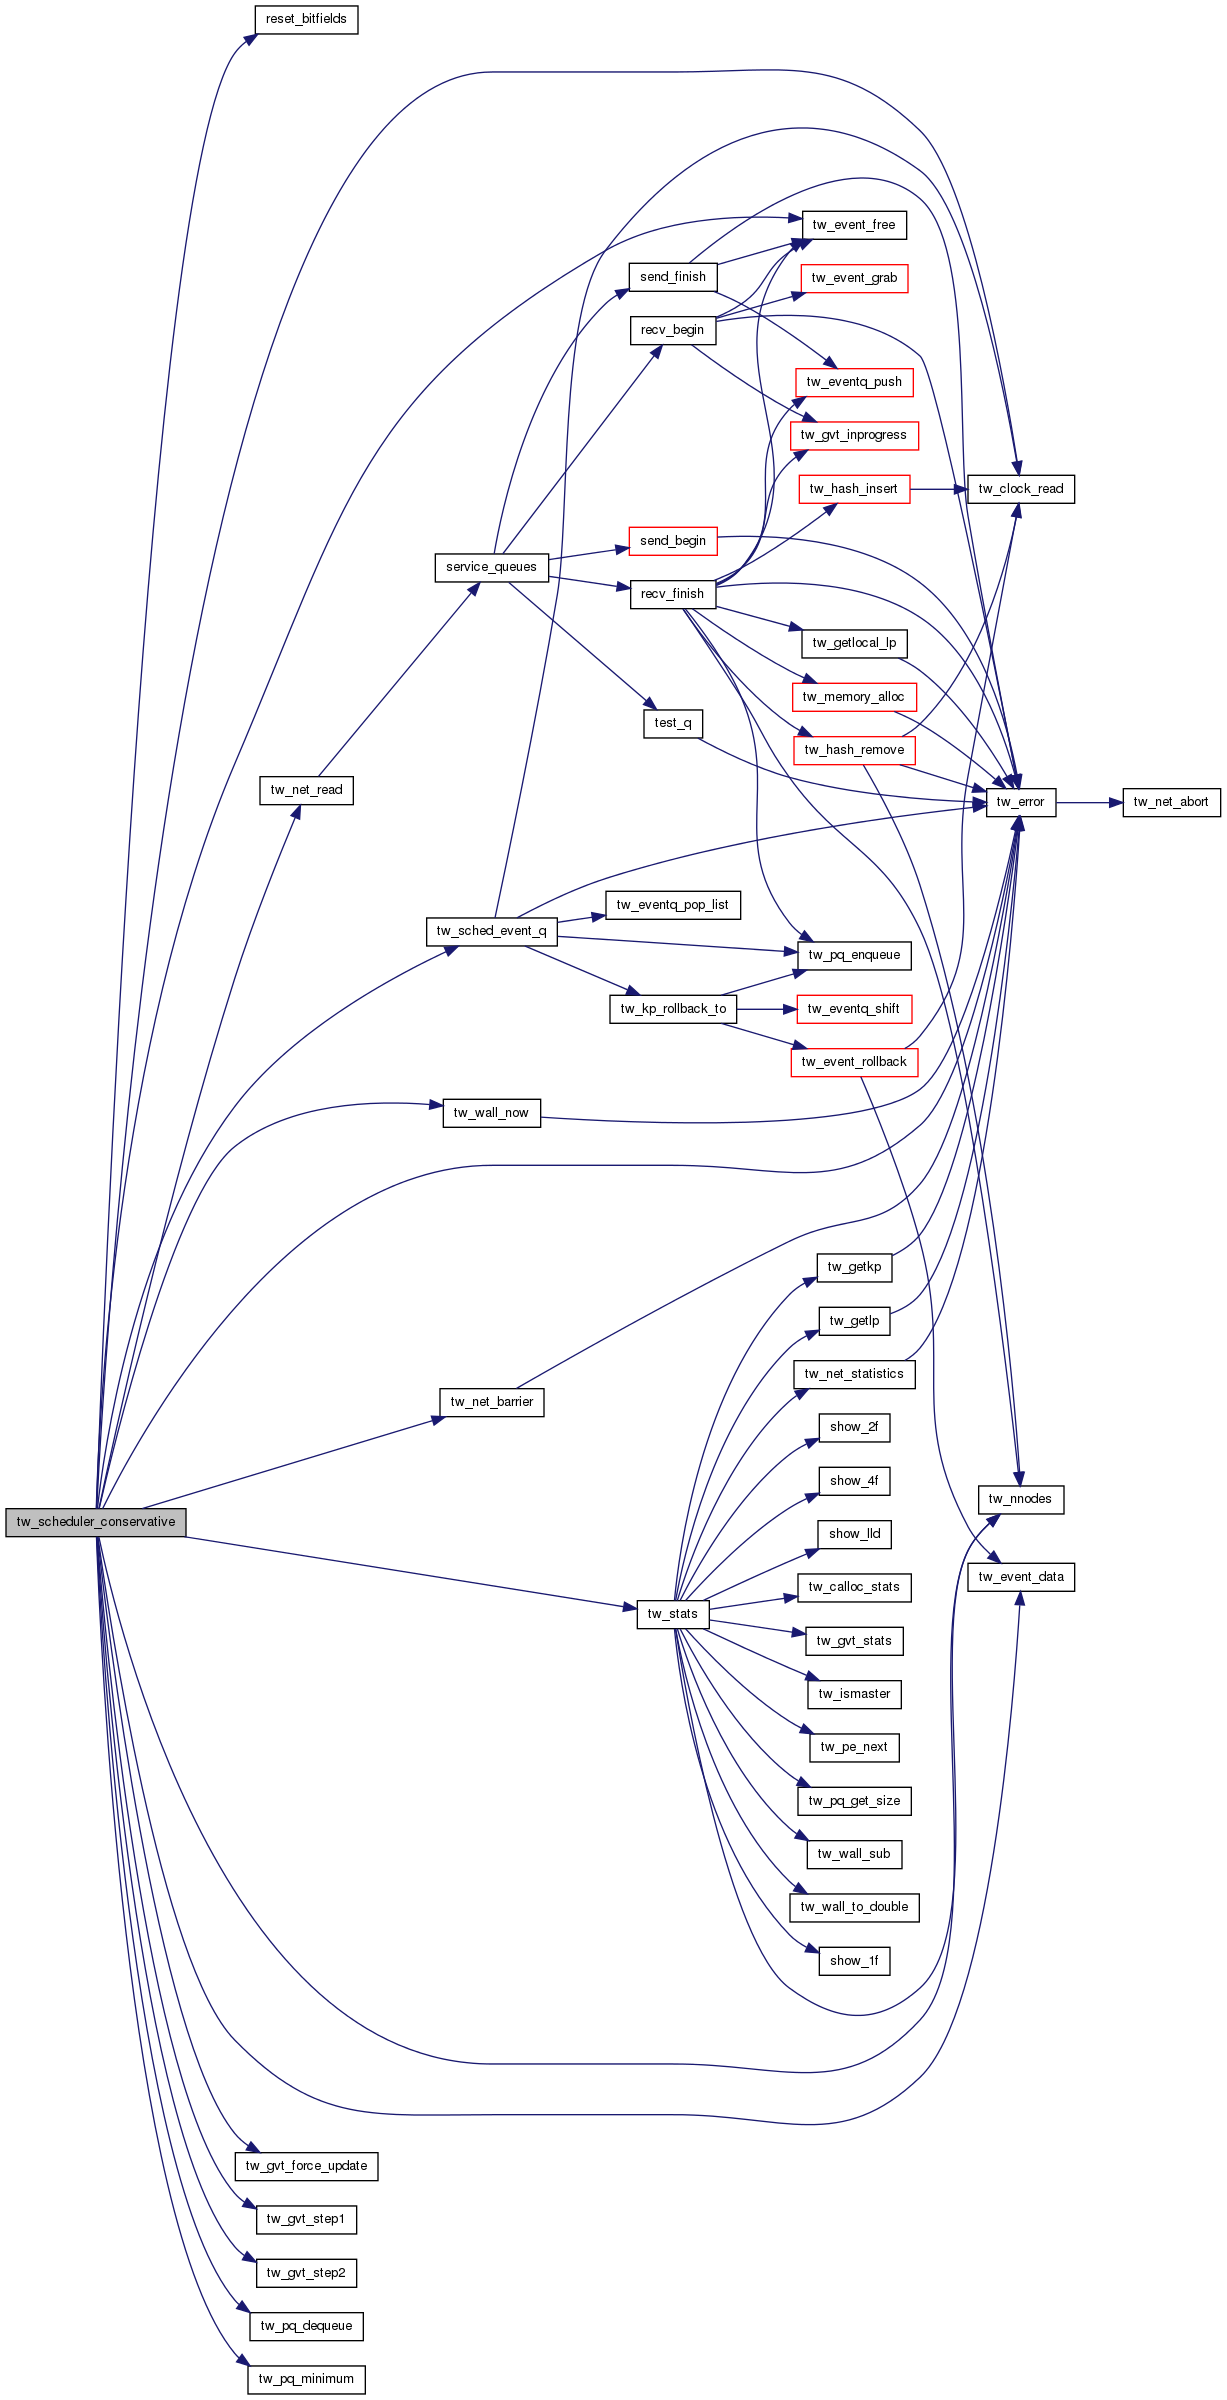 reset_bitfields
tw_event_free
send_finish
tw_event_grab
recv_begin
tw_eventq_push
tw_gvt_inprogress
tw_hash_insert
tw_clock_read
send_begin
service_queues
recv_finish
tw_getlocal_lp
tw_memory_alloc
test_q
tw_hash_remove
tw_net_read
tw_error
tw_net_abort
tw_eventq_pop_list
tw_sched_event_q
tw_pq_enqueue
tw_kp_rollback_to
tw_eventq_shift
tw_event_rollback
tw_wall_now
tw_getkp
tw_getlp
tw_net_statistics
tw_net_barrier
show_2f
show_4f
tw_nnodes
tw_scheduler_conservative
show_lld
tw_event_data
tw_calloc_stats
tw_stats
tw_gvt_stats
tw_ismaster
tw_pe_next
tw_pq_get_size
tw_wall_sub
tw_wall_to_double
show_1f
tw_gvt_force_update
tw_gvt_step1
tw_gvt_step2
tw_pq_dequeue
tw_pq_minimum